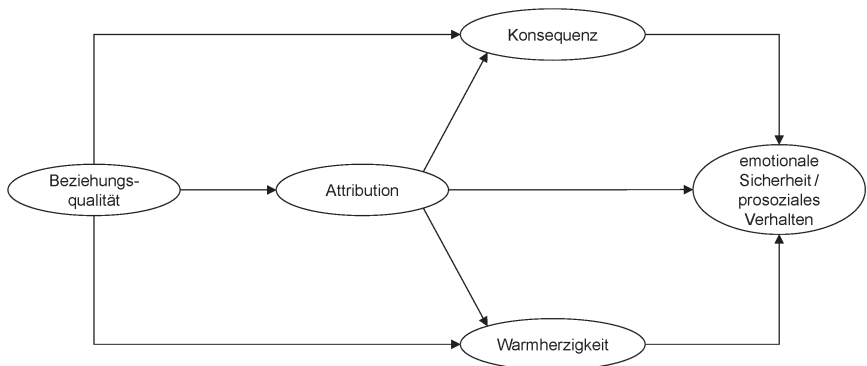 Konsequenz
Beziehungs-
qualität
Attribution
emotionale
Sicherheit /
prosoziales
Verhalten
Warmherzigkeit